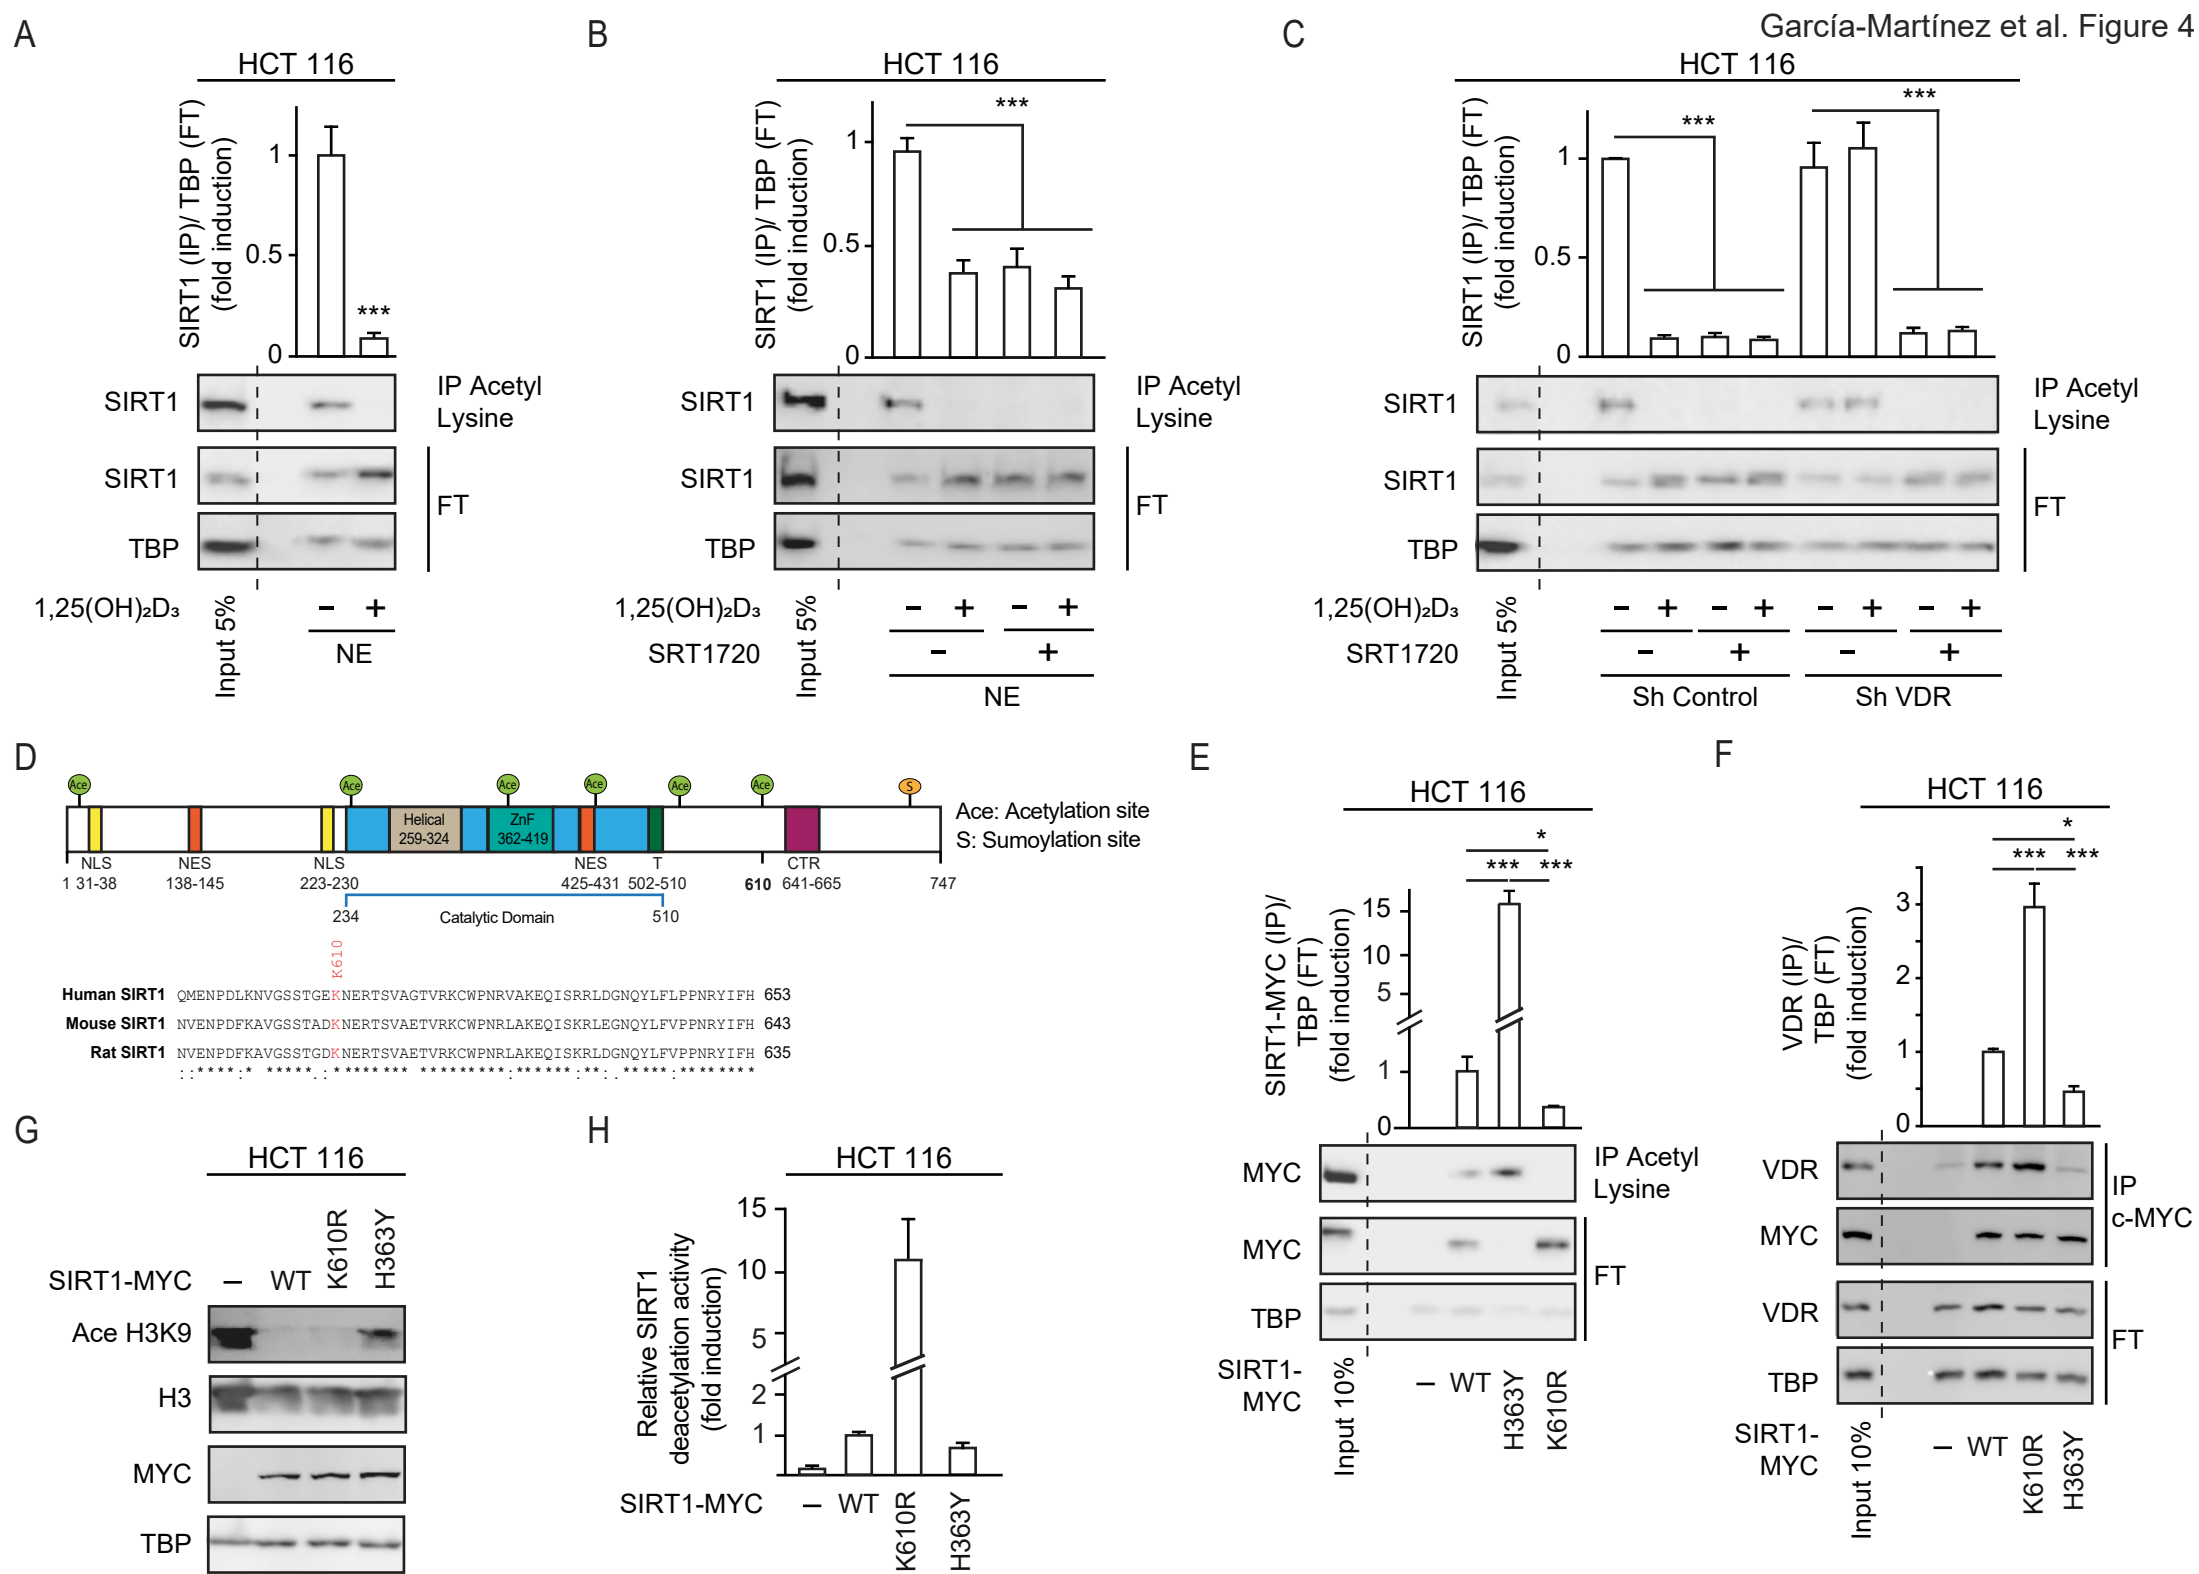 García-Martínez et al. Figure 4
A
HCT 116
SIRT1 (IP)/ TBP (FT)
(fold induction)
1
0.5
0
***
SIRT1
IP Acetyl
Lysine
SIRT1
TBP
FT
1,25(OH)₂D₃
Input 5%
− +
NE
B
HCT 116
SIRT1 (IP)/ TBP (FT)
(fold induction)
1
0.5
0
***
SIRT1
IP Acetyl
Lysine
SIRT1
TBP
FT
1,25(OH)₂D₃
− + − +
SRT1720
− +
Input 5%
NE
C
HCT 116
SIRT1 (IP)/ TBP (FT)
(fold induction)
1
0.5
0
***
***
SIRT1
IP Acetyl
Lysine
SIRT1
TBP
FT
1,25(OH)₂D₃
− + − + − + − +
SRT1720
− + − +
Input 5%
Sh Control Sh VDR
D
Ace Ace Ace Ace Ace Ace S
Helical
259-324
ZnF
362-419
Ace: Acetylation site
S: Sumoylation site
NLS NES NLS NES T CTR
1 31-38 138-145 223-230 425-431 502-510 610 641-665 747
234 Catalytic Domain 510
K610
Human SIRT1 QMENPDLKNVGSSTGEKNERTSVAGTVRKCWPNRVAKEQISRRLDGNQYLFLPPNRYIFH 653
Mouse SIRT1 NVENPDFKAVGSSTADKNERTSVAETVRKCWPNRLAKEQISKRLEGNQYLFVPPNRYIFH 643
Rat SIRT1 NVENPDFKAVGSSTGDKNERTSVAETVRKCWPNRLAKEQISKRLDGNQYLFVPPNRYIFH 635
::****:* *****.:******** **********:*******:**:********:********
E
HCT 116
SIRT1-MYC (IP)/
TBP (FT)
(fold induction)
15
10
5
1
0
*
*** ***
MYC
IP Acetyl
Lysine
MYC
TBP
FT
SIRT1-
MYC
Input 10%
− WT H363Y K610R
F
HCT 116
VDR (IP)/
TBP (FT)
(fold induction)
3
2
1
0
*
*** ***
VDR
MYC
IP
c-MYC
VDR
TBP
FT
SIRT1-
MYC
Input 10%
− WT K610R H363Y
G
HCT 116
SIRT1-MYC
− WT K610R H363Y
Ace H3K9
H3
MYC
TBP
H
HCT 116
Relative SIRT1
deacetylation activity
(fold induction)
15
10
5
2
1
SIRT1-MYC
− WT K610R H363Y